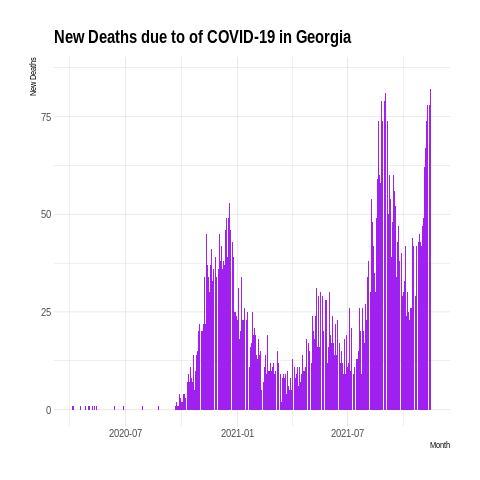 New Deaths due to of COVID-19 in Georgia
New Deaths
75
50
25
0
2020-07
2021-01
2021-07
Month